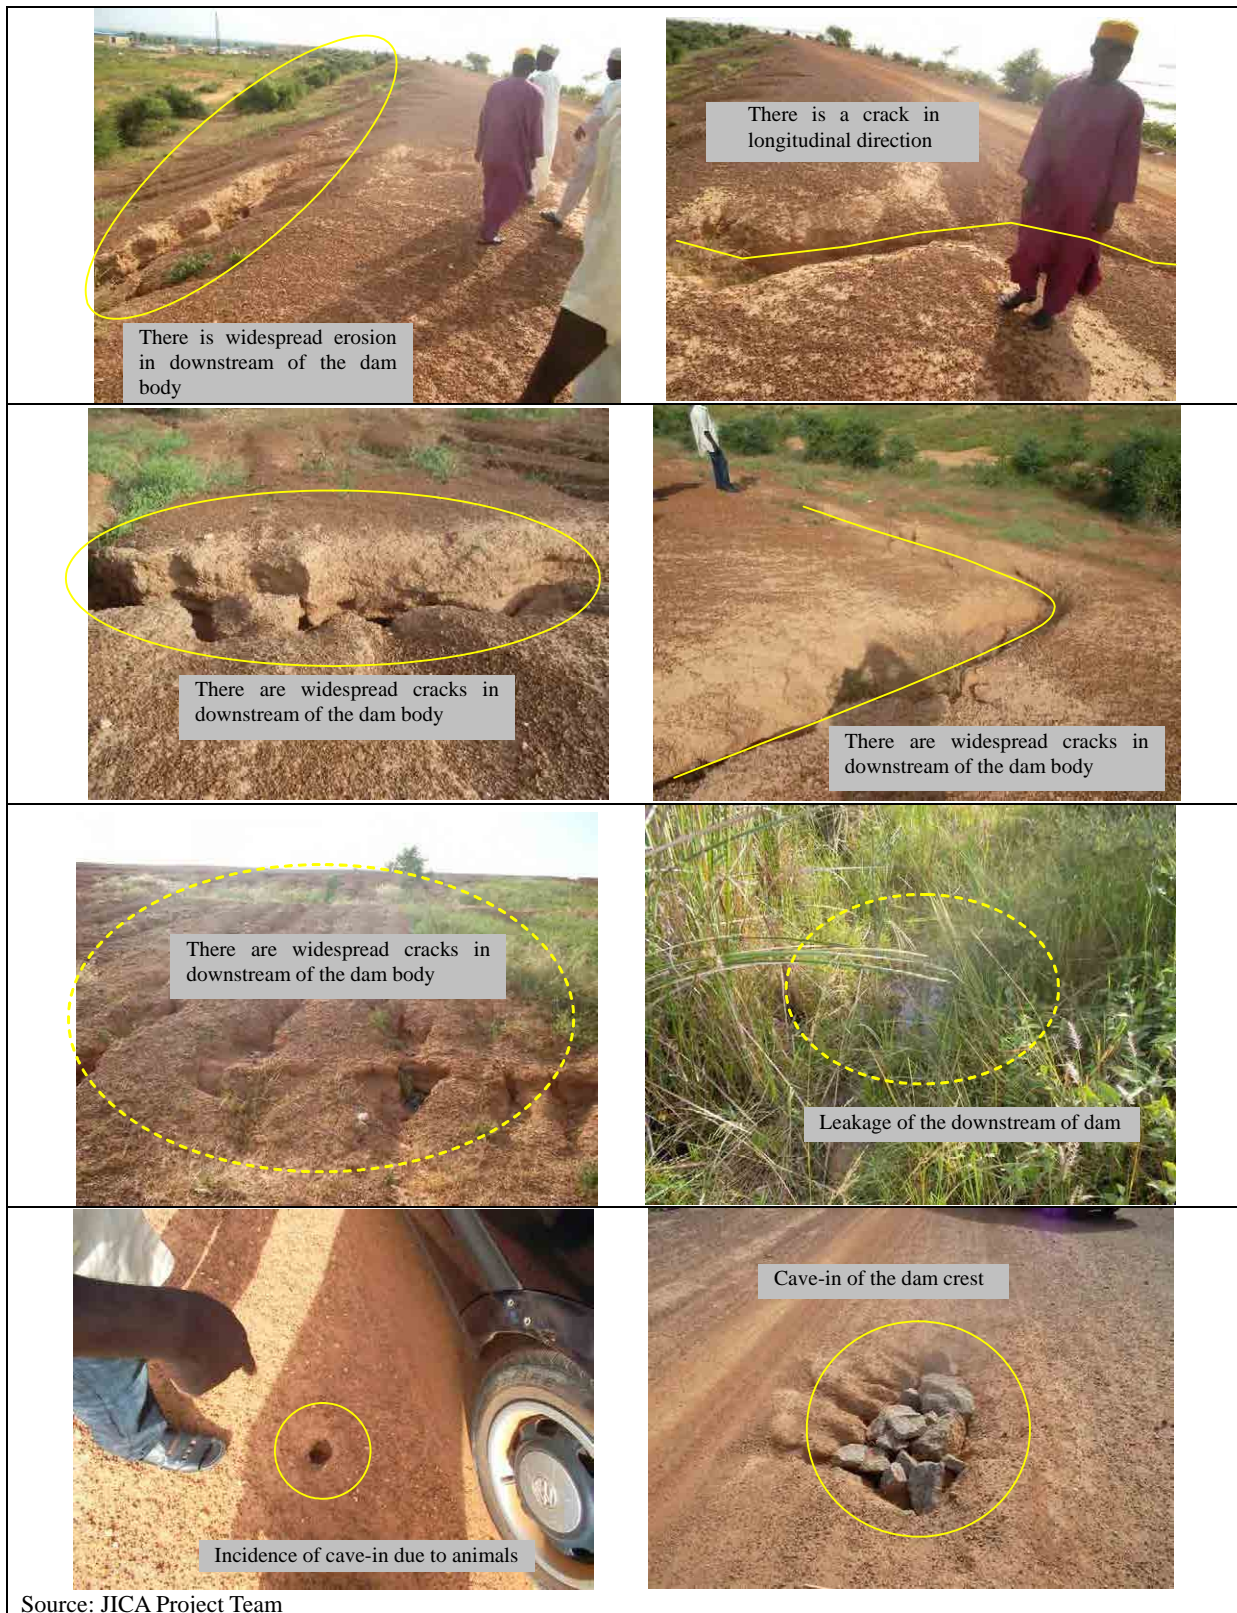 There is widespread erosion
in downstream of the dam
body
There is a crack in
longitudinal direction
There are widespread cracks in
downstream of the dam body
There are widespread cracks in
downstream of the dam body
There are widespread cracks in
downstream of the dam body
Leakage of the downstream of dam
Incidence of cave-in due to animals
Cave-in of the dam crest
Source: JICA Project Team